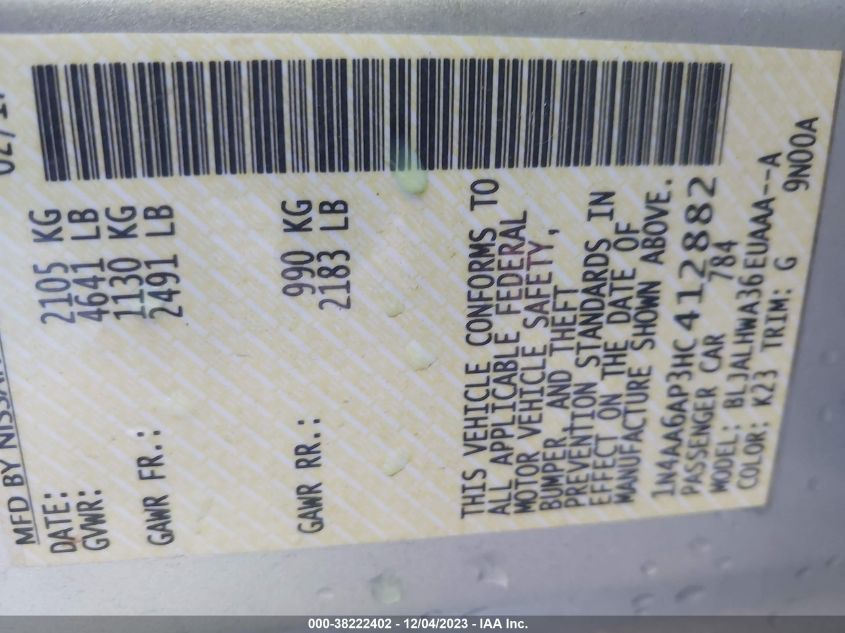 MFD BY NISSAN
DATE: 02/17
GVWR: 2105 KG
4641 LB
GAWR FR.: 1130 KG
2491 LB
GAWR RR.: 990 KG
2183 LB
THIS VEHICLE CONFORMS TO
ALL APPLICABLE FEDERAL
MOTOR VEHICLE SAFETY,
BUMPER AND THEFT
PREVENTION STANDARDS IN
EFFECT ON THE DATE OF
MANUFACTURE SHOWN ABOVE.
1N4AA6AP3HC412882
PASSENGER CAR 784
MODEL: BLJALHWA36EUAAA--A
COLOR: K23 TRIM: G 9N00A
000-38222402 - 12/04/2023 - IAA Inc.